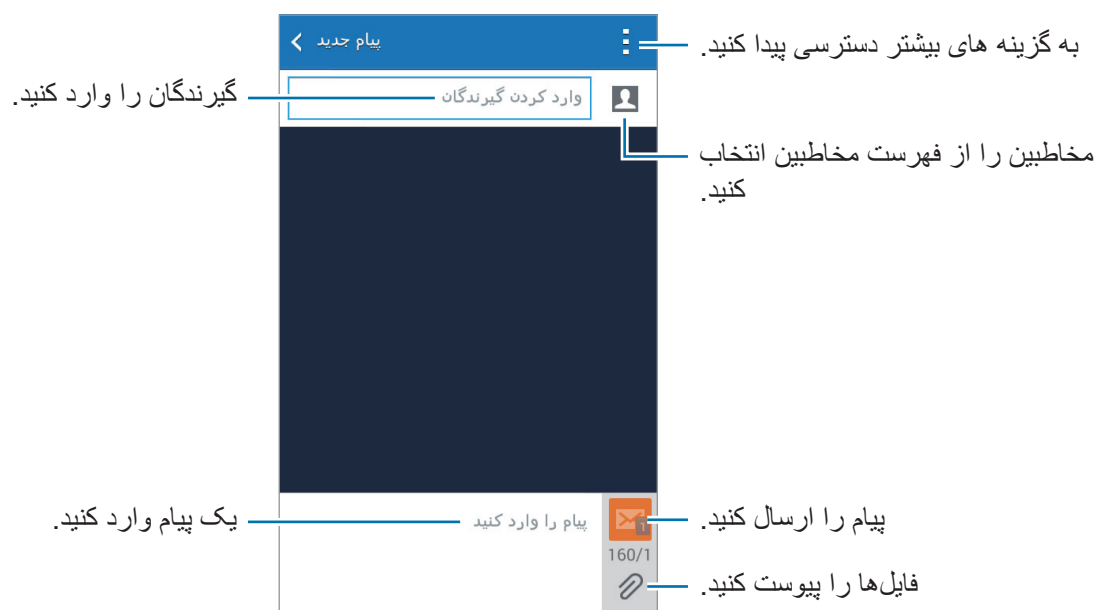 به گزینه های بیشتر دسترسی پیدا کنید.
پیام جدید
گیرندگان را وارد کنید.
وارد کردن گیرندگان
مخاطبین را از فهرست مخاطبین انتخاب
کنید.
پیام را ارسال کنید.
1
یک پیام وارد کنید.
پیام را وارد کنید
160/1
فایل‌ها را پیوست کنید.